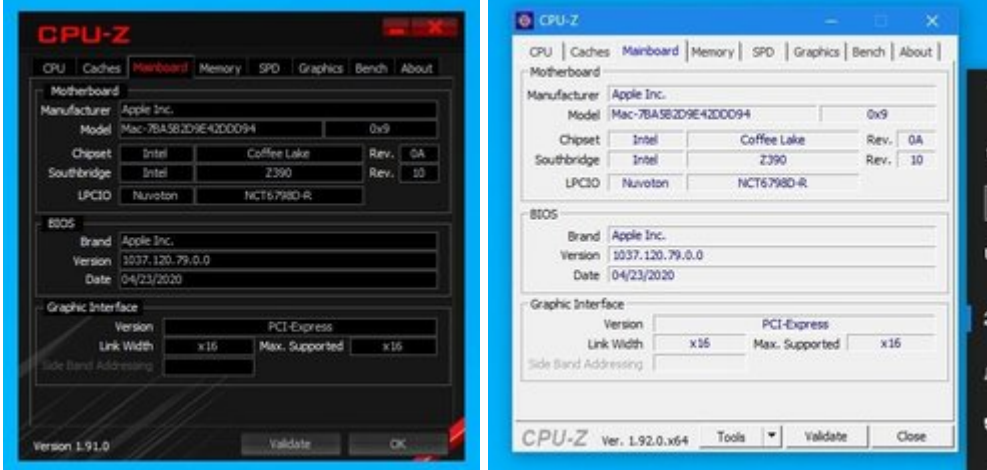 CPU-Z
CPU Caches Mainboard Memory SPD Graphics Bench About
Motherboard
Manufacturer Apple Inc.
Model Mac-7BA5B2D9E42DDD94 0x9
Chipset Intel Coffee Lake Rev. 0A
Southbridge Intel Z390 Rev. 10
LPCIO Nuvoton NCT6798D-R
BIOS
Brand Apple Inc.
Version 1037.120.79.0.0
Date 04/23/2020
Graphic Interface
Version PCI-Express
Link Width x16 Max. Supported x16
Side Band Addressing
Version 1.91.0 Validate OK
CPU-Z
CPU Caches Mainboard Memory SPD Graphics Bench About
Motherboard
Manufacturer Apple Inc.
Model Mac-7BA5B2D9E42DDD94 0x9
Chipset Intel Coffee Lake Rev. 0A
Southbridge Intel Z390 Rev. 10
LPCIO Nuvoton NCT6798D-R
BIOS
Brand Apple Inc.
Version 1037.120.79.0.0
Date 04/23/2020
Graphic Interface
Version PCI-Express
Link Width x16 Max. Supported x16
Side Band Addressing
CPU-Z Ver. 1.92.0.x64 Tools Validate Close